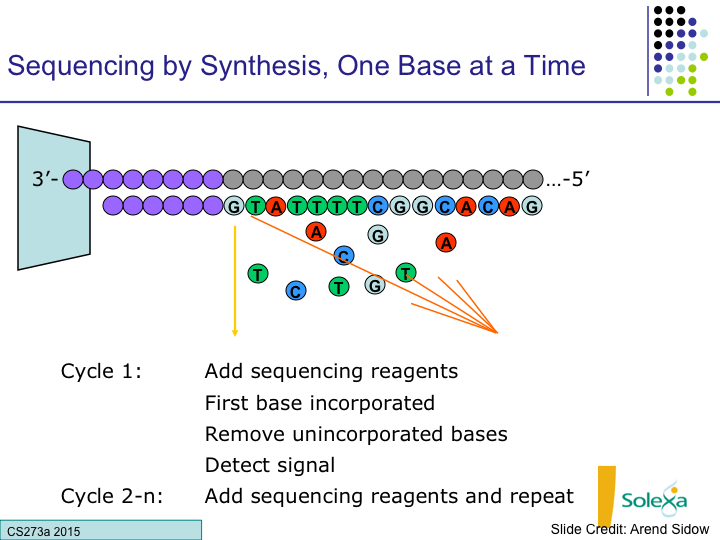 Sequencing by Synthesis, One Base at a Time
3’- …-5’
G T A T T T T C G G C A C A G
A G A
C
T C T G T
Cycle 1: Add sequencing reagents
First base incorporated
Remove unincorporated bases
Detect signal
Cycle 2-n: Add sequencing reagents and repeat
Solexa
CS273a 2015
Slide Credit: Arend Sidow